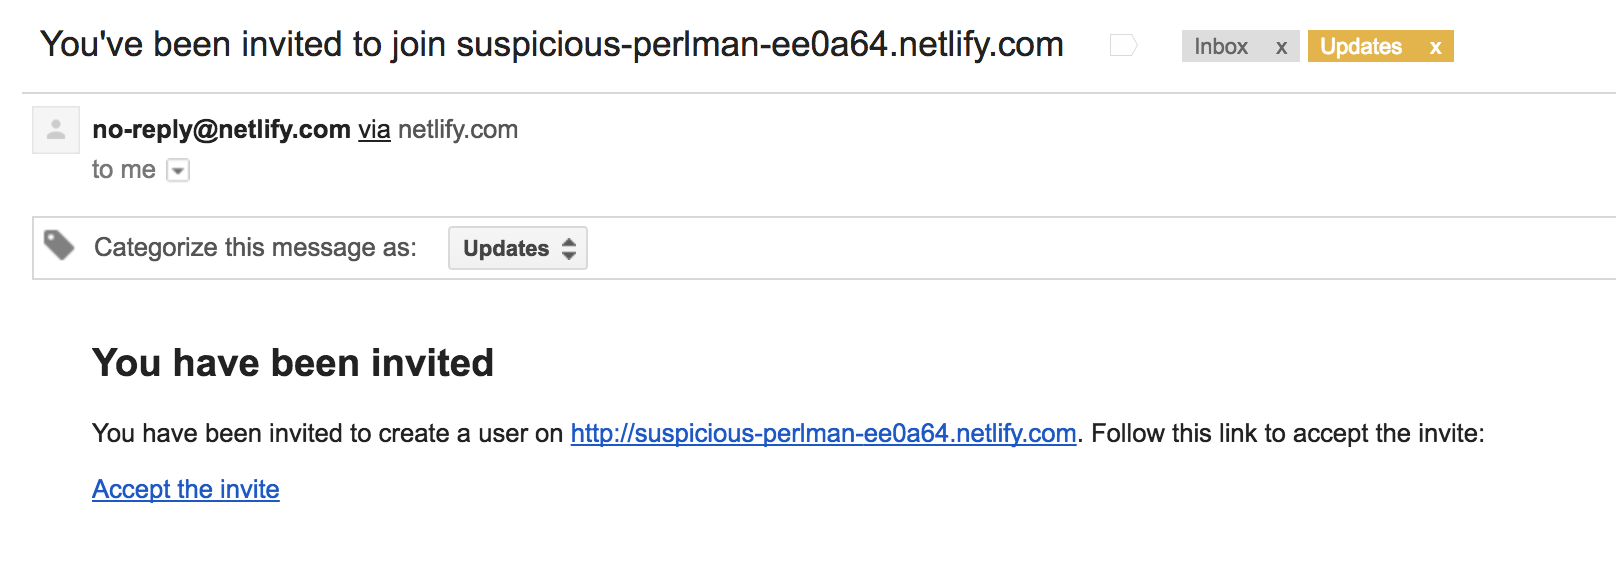 You've been invited to join suspicious-perlman-ee0a64.netlify.com Inbox x Updates x
no-reply@netlify.com via netlify.com
to me
Categorize this message as: Updates
You have been invited
You have been invited to create a user on http://suspicious-perlman-ee0a64.netlify.com. Follow this link to accept the invite:
Accept the invite